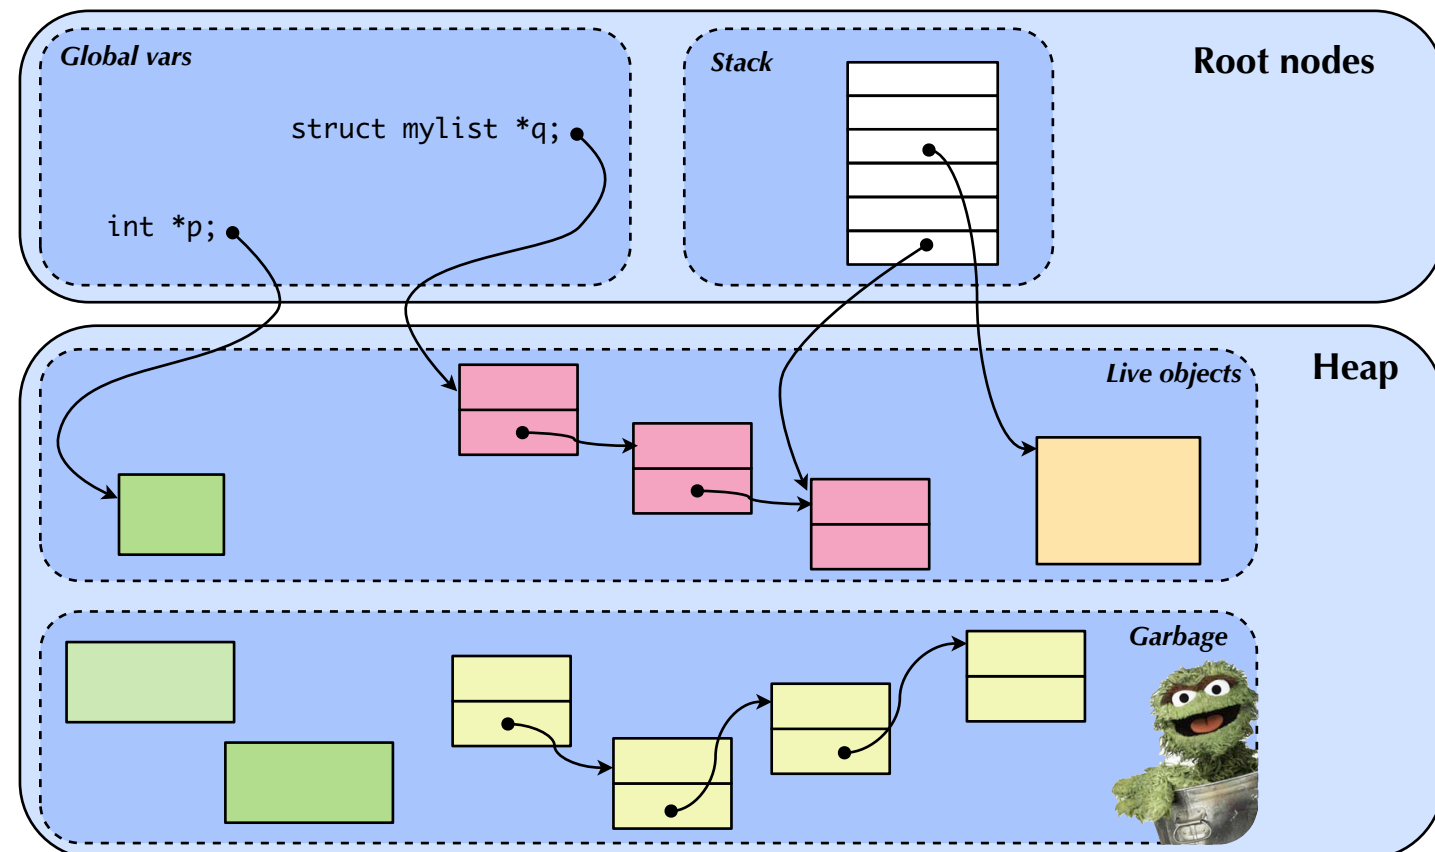 Global vars
Stack
Root nodes
struct mylist *q;
int *p;
Live objects
Heap
Garbage